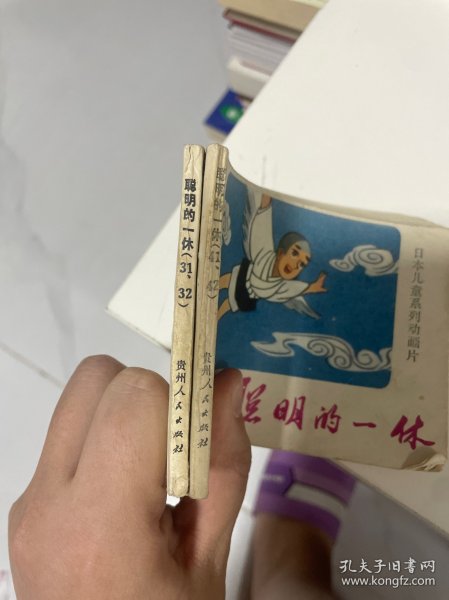 聪明的一休(31、32)
贵州人民出版社
聪明的一休(41、42)
贵州人民出版社
日本儿童系列动画片
聪明的一休
孔夫子旧书网
www.kongfz.com